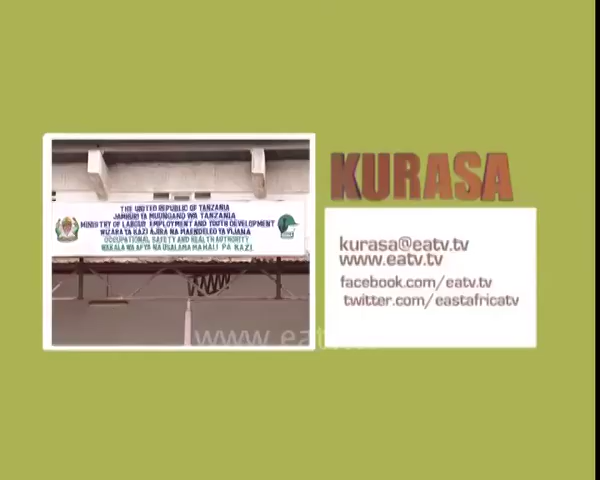 THE UNITED REPUBLIC OF TANZANIA
JAMHURI YA MUUNGANO WA TANZANIA
MINISTRY OF LABOUR EMPLOYMENT AND YOUTH DEVELOPMENT
WIZARA YA KAZI AJIRA NA MAENDELEO YA VIJANA
OCCUPATIONAL SAFETY AND HEALTH AUTHORITY
WAKALA WA AFYA NA USALAMA MAHALI PA KAZI
KURASA
kurasa@eatv.tv
www.eatv.tv
facebook.com/eatv.tv
twitter.com/eastafricatv